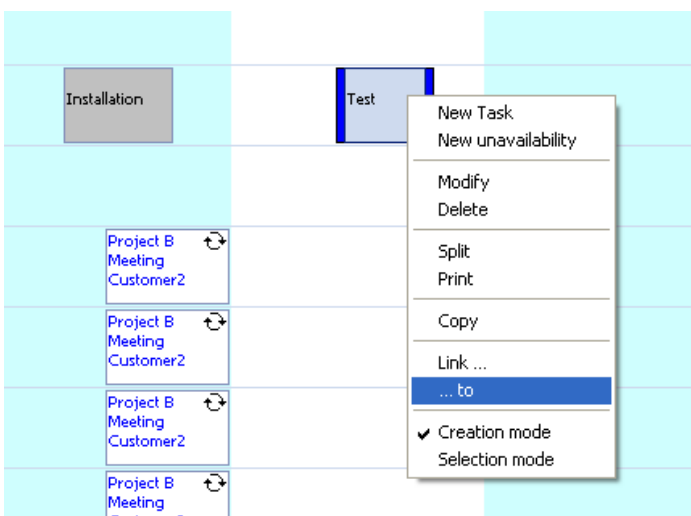 Installation
Test
New Task
New unavailability
Modify
Delete
Split
Print
Copy
Link ...
... to
Creation mode
Selection mode
Project B
Meeting
Customer2
Project B
Meeting
Customer2
Project B
Meeting
Customer2
Project B
Meeting